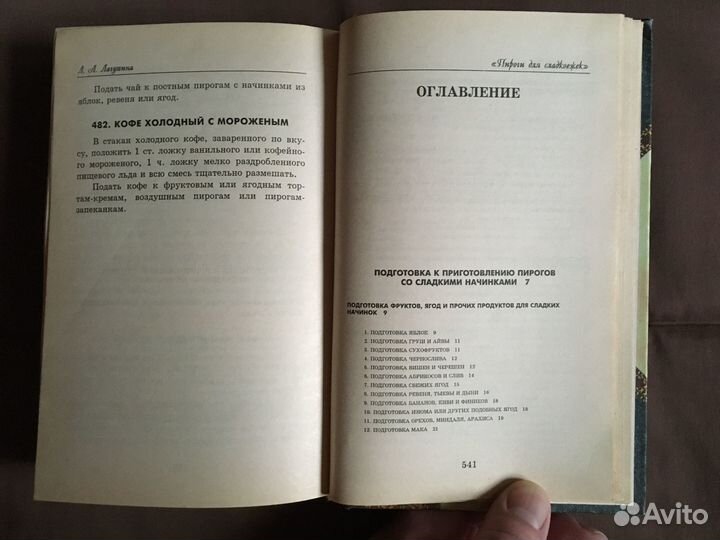 Л. А. Лагутина
Подать чай к постным пирогам с начинками из
яблок, ревеня или ягод.
482. КОФЕ ХОЛОДНЫЙ С МОРОЖЕНЫМ
В стакан холодного кофе, заваренного по вку-
су, положить 1 ст. ложку ванильного или кофейно-
го мороженого, 1 ч. ложку мелко раздробленного
пищевого льда и всю смесь тщательно размешать.
Подать кофе к фруктовым или ягодным тор-
там-кремам, воздушным пирогам или пирогам-
запеканкам.
«Пироги для сладкоежек»
ОГЛАВЛЕНИЕ
ПОДГОТОВКА К ПРИГОТОВЛЕНИЮ ПИРОГОВ
СО СЛАДКИМИ НАЧИНКАМИ 7
ПОДГОТОВКА ФРУКТОВ, ЯГОД И ПРОЧИХ ПРОДУКТОВ ДЛЯ СЛАДКИХ
НАЧИНОК 9
1. ПОДГОТОВКА ЯБЛОК 9
2. ПОДГОТОВКА ГРУШ И АЙВЫ 11
3. ПОДГОТОВКА СУХОФРУКТОВ 11
4. ПОДГОТОВКА ЧЕРНОСЛИВА 12
5. ПОДГОТОВКА ВИШЕН И ЧЕРЕШЕН 12
6. ПОДГОТОВКА АБРИКОСОВ И СЛИВ 14
7. ПОДГОТОВКА СВЕЖИХ ЯГОД 15
8. ПОДГОТОВКА РЕВЕНЯ, ТЫКВЫ И ДЫНИ 16
9. ПОДГОТОВКА БАНАНОВ, КИВИ И ФИНИКОВ 18
10. ПОДГОТОВКА ИЗЮМА ИЛИ ДРУГИХ ПОДОБНЫХ ЯГОД 18
11. ПОДГОТОВКА ОРЕХОВ, МИНДАЛЯ, АРАХИСА 19
12. ПОДГОТОВКА МАКА 21
541
Avito